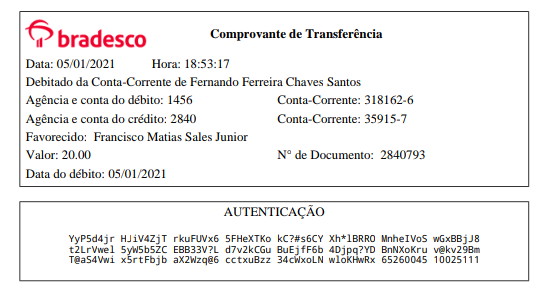 bradesco
Comprovante de Transferência
Data: 05/01/2021 Hora: 18:53:17
Debitado da Conta-Corrente de Fernando Ferreira Chaves Santos
Agência e conta do débito: 1456 Conta-Corrente: 318162-6
Agência e conta do crédito: 2840 Conta-Corrente: 35915-7
Favorecido: Francisco Matias Sales Junior
Valor: 20.00 N° de Documento: 2840793
Data do débito: 05/01/2021
AUTENTICAÇÃO
YyP5d4jr HJiV4ZjT rkuFUVx6 5FHeXTKo kC?#s6CY Xh*lBRRO MnheIVoS wGxBBjJ8
t2LrVwel 5yW5b5ZC EBB33V?L d7v2kCGu BuEjfF6b 4Djpq?YD BnNXoKru v@kv29Bm
T@aS4Vwi x5rtFbjb aX2Wzq@6 cctxuBzz 34cWxoLN wloKHwRx 65260045 10025111